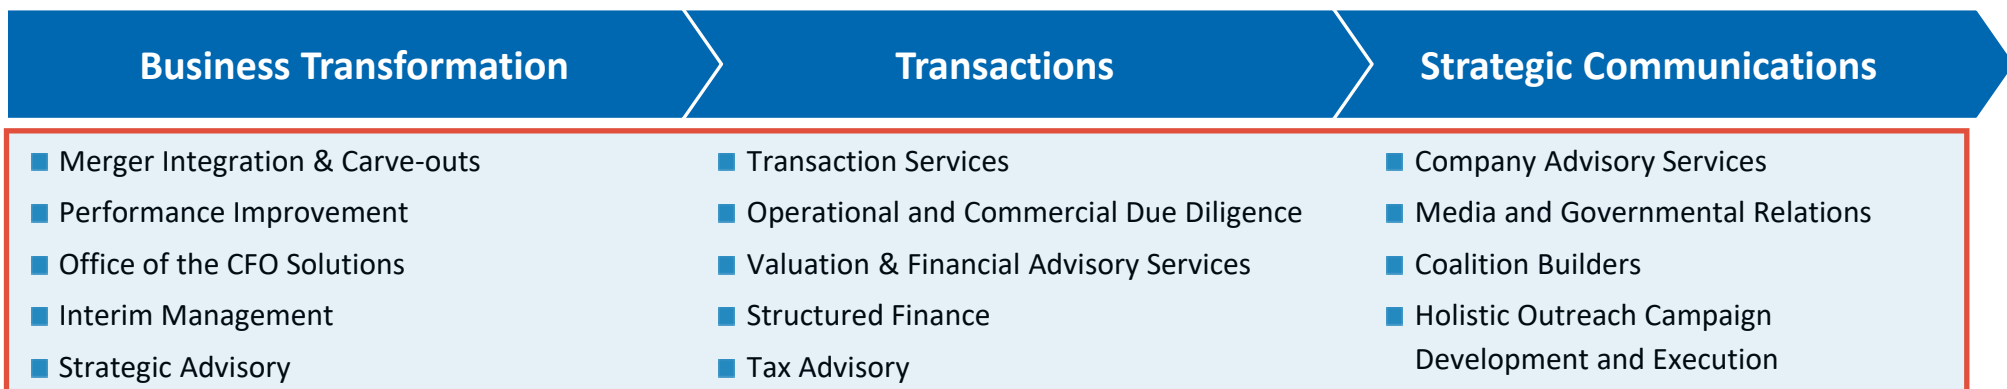 Business Transformation
Transactions
Strategic Communications
Merger Integration & Carve-outs
Performance Improvement
Office of the CFO Solutions
Interim Management
Strategic Advisory
Transaction Services
Operational and Commercial Due Diligence
Valuation & Financial Advisory Services
Structured Finance
Tax Advisory
Company Advisory Services
Media and Governmental Relations
Coalition Builders
Holistic Outreach Campaign
Development and Execution